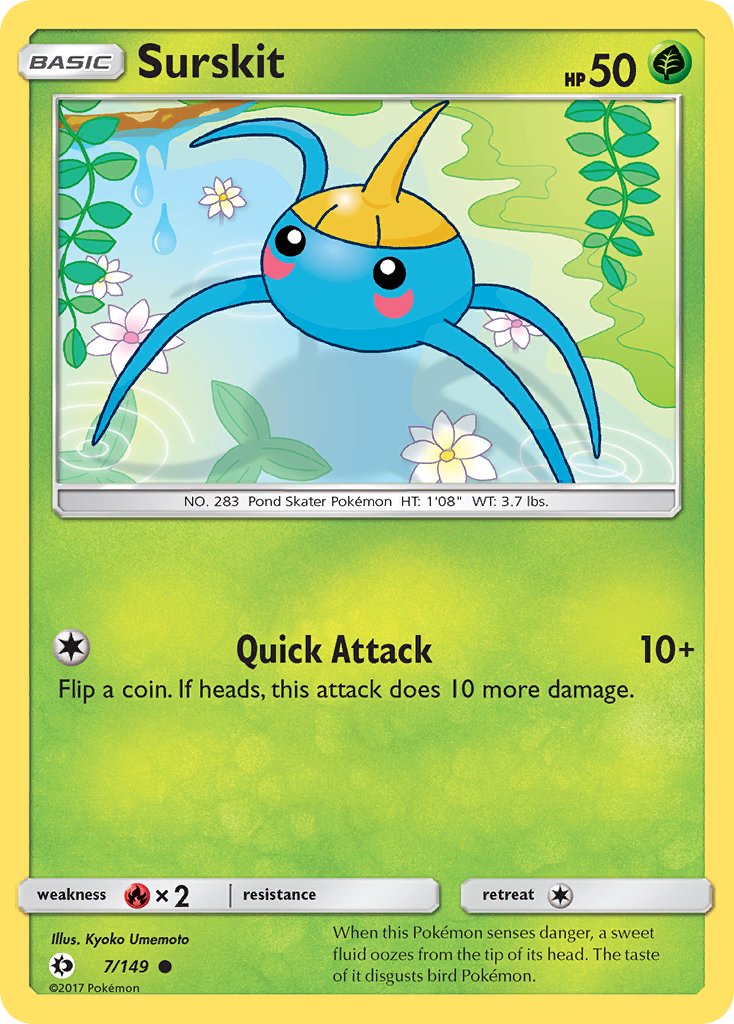 BASIC Surskit HP 50
NO. 283 Pond Skater Pokémon HT: 1'08" WT: 3.7 lbs.
Quick Attack 10+
Flip a coin. If heads, this attack does 10 more damage.
weakness × 2 resistance retreat
Illus. Kyoko Umemoto
7/149
©2017 Pokémon
When this Pokémon senses danger, a sweet
fluid oozes from the tip of its head. The taste
of it disgusts bird Pokémon.